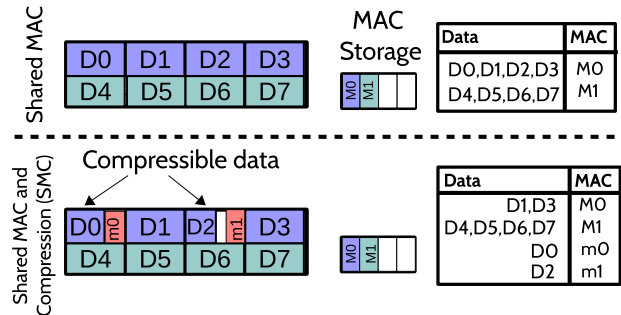 Shared MAC
D0 D1 D2 D3
D4 D5 D6 D7
MAC
Storage
M0 M1
Data MAC
D0,D1,D2,D3 M0
D4,D5,D6,D7 M1
Shared MAC and
Compression (SMC)
Compressible data
D0 m0 D1 D2 m1 D3
D4 D5 D6 D7
M0 M1
Data MAC
D1,D3 M0
D4,D5,D6,D7 M1
D0 m0
D2 m1